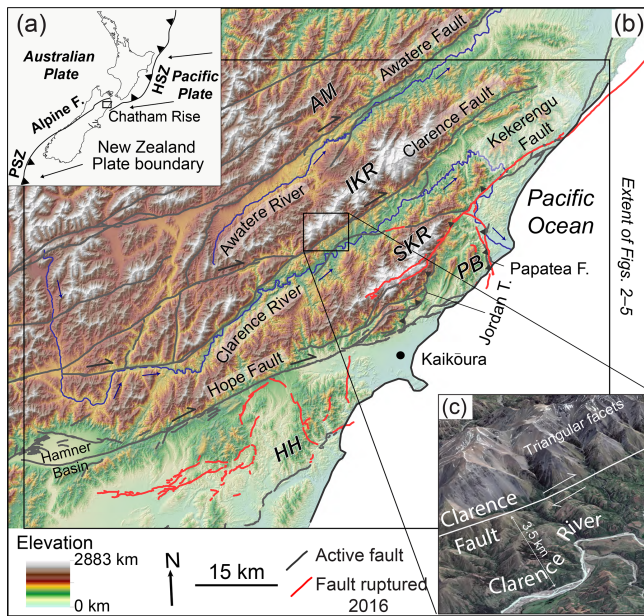 (a)
Australian
Plate
Pacific
Plate
HSZ
Alpine F.
Chatham Rise
PSZ
New Zealand
Plate boundary
(b)
AM
Awatere Fault
Clarence Fault
IKR
Kekerengu
Fault
Awatere River
Pacific
Ocean
Extent of Figs. 2–5
SKR
PB
Papatea F.
Jordan T.
Clarence River
Hope Fault
Kaikōura
Hamner
Basin
HH
(c)
Triangular facets
Clarence
Fault
3.5 km
Clarence
River
Elevation
2883 km
0 km
N
15 km
Active fault
Fault ruptured
2016